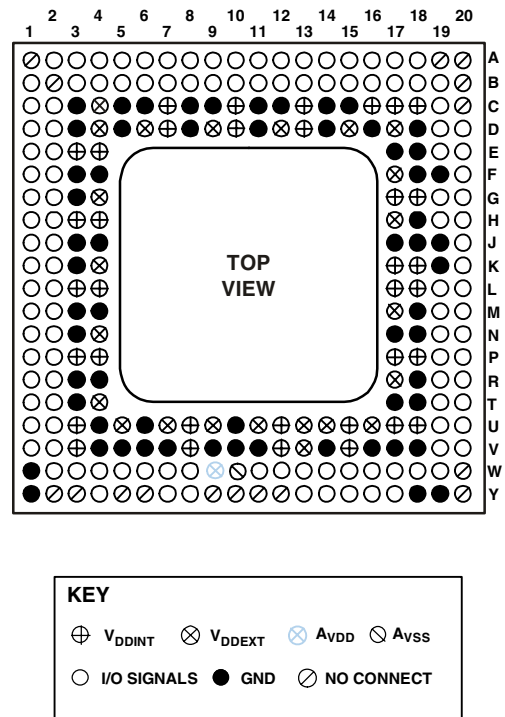 2 4 6 8 10 12 14 16 18 20
1 3 5 7 9 11 13 15 17 19
A
B
C
D
E
F
G
H
J
K
L
M
N
P
R
T
U
V
W
Y
TOP
VIEW
KEY
VDDINT VDDEXT AVDD AVSS
I/O SIGNALS GND NO CONNECT